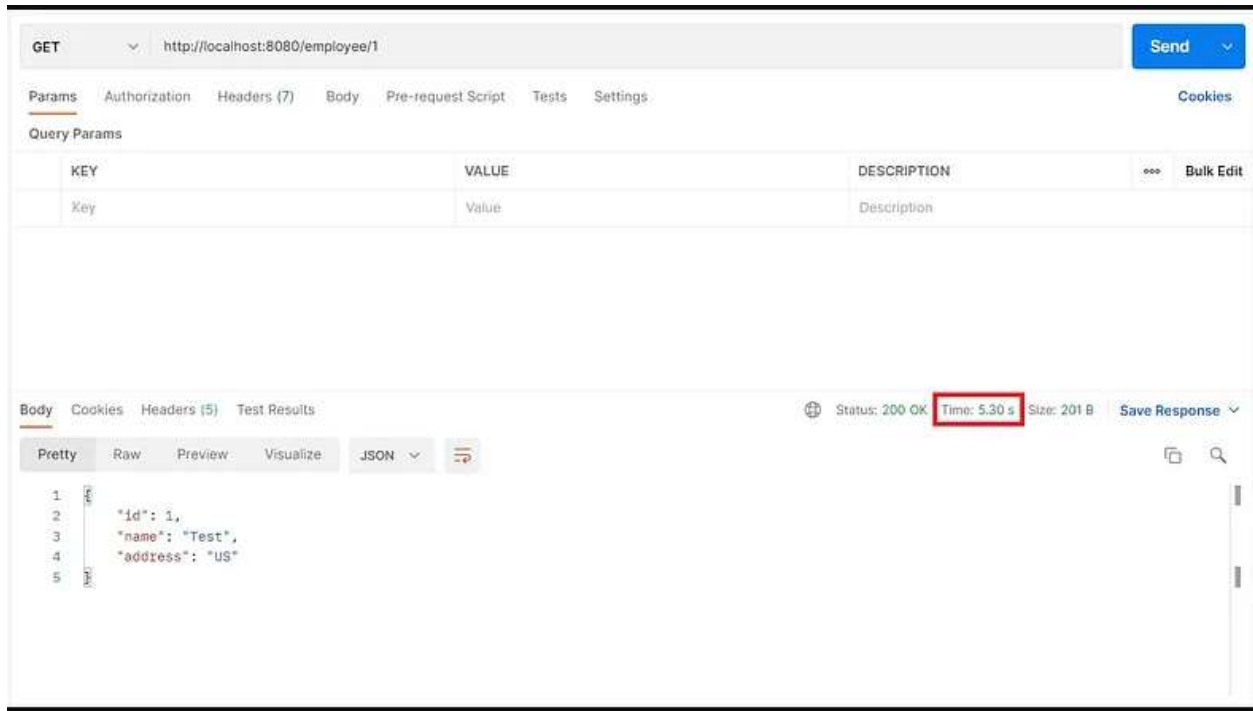 GET http://localhost:8080/employee/1 Send
Params Authorization Headers (7) Body Pre-request Script Tests Settings Cookies
Query Params
KEY VALUE DESCRIPTION ooo Bulk Edit
Key Value Description
Body Cookies Headers (5) Test Results Status: 200 OK Time: 5.30 s Size: 201 B Save Response
Pretty Raw Preview Visualize JSON
1 {
2 "id": 1,
3 "name": "Test",
4 "address": "US"
5 }